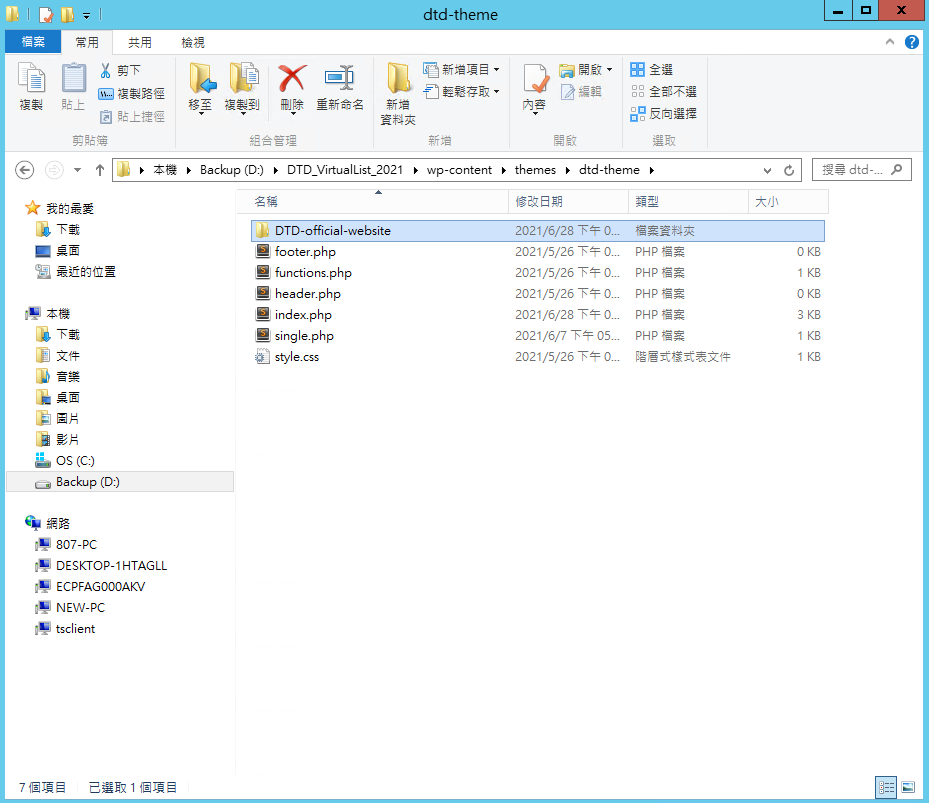 dtd-theme
檔案 常用 共用 檢視
複製
貼上
剪下
複製路徑
貼上捷徑
剪貼簿
移至
複製到
刪除
重新命名
組合管理
新增
資料夾
新增項目
輕鬆存取
新增
內容
開啟
編輯
開啟
全選
全部不選
反向選擇
選取
本機 Backup (D:) DTD_VirtualList_2021 wp-content themes dtd-theme
搜尋 dtd-...
我的最愛
下載
桌面
最近的位置
本機
下載
文件
音樂
桌面
圖片
影片
OS (C:)
Backup (D:)
網路
807-PC
DESKTOP-1HTAGLL
ECPFAG000AKV
NEW-PC
tsclient
名稱 修改日期 類型 大小
DTD-official-website 2021/6/28 下午 0... 檔案資料夾
footer.php 2021/5/26 下午 0... PHP 檔案 0 KB
functions.php 2021/5/26 下午 0... PHP 檔案 1 KB
header.php 2021/5/26 下午 0... PHP 檔案 0 KB
index.php 2021/6/28 下午 0... PHP 檔案 3 KB
single.php 2021/6/7 下午 05... PHP 檔案 1 KB
style.css 2021/5/26 下午 0... 階層式樣式表文件 1 KB
7 個項目 已選取 1 個項目